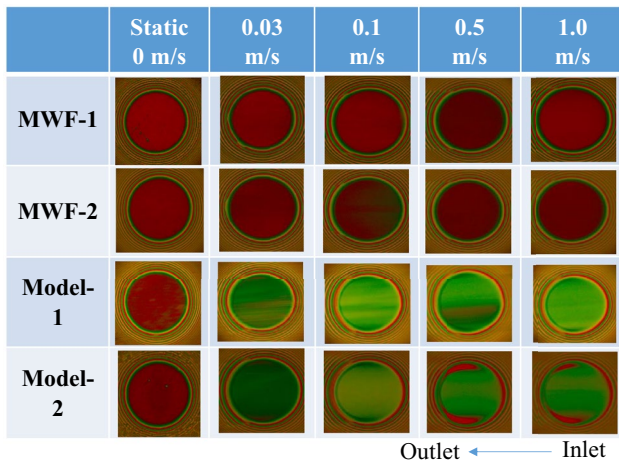 Static 0.03 0.1 0.5 1.0
0 m/s m/s m/s m/s m/s
MWF-1
MWF-2
Model-
1
Model-
2
Outlet Inlet